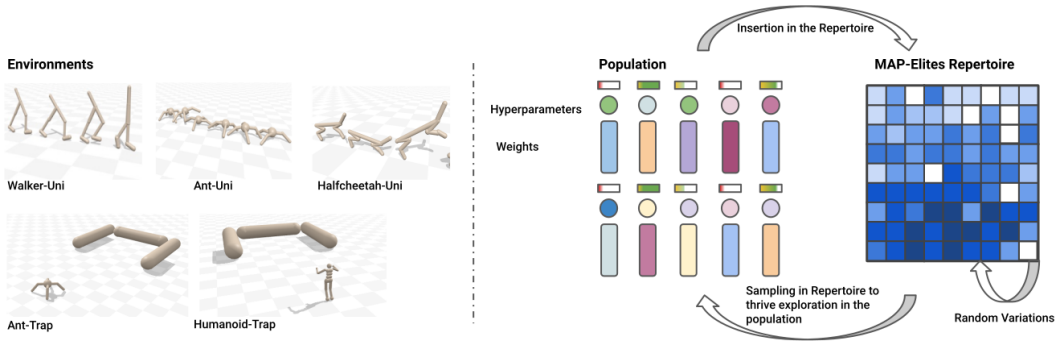 Environments
Walker-Uni
Ant-Uni
Halfcheetah-Uni
Ant-Trap
Humanoid-Trap
Insertion in the Repertoire
Population
MAP-Elites Repertoire
Hyperparameters
Weights
Sampling in Repertoire to
thrive exploration in the
population
Random Variations